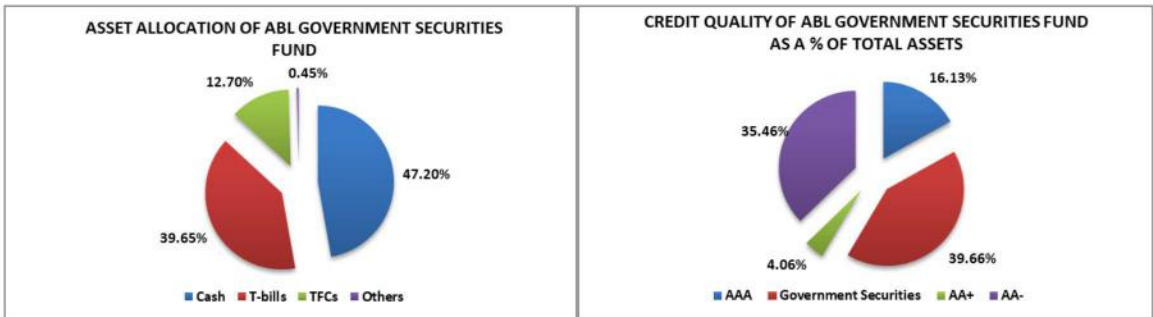 ASSET ALLOCATION OF ABL GOVERNMENT SECURITIES
FUND
12.70%
0.45%
47.20%
39.65%
Cash
T-bills
TFCs
Others
CREDIT QUALITY OF ABL GOVERNMENT SECURITIES FUND
AS A % OF TOTAL ASSETS
16.13%
35.46%
4.06%
39.66%
AAA
Government Securities
AA+
AA-